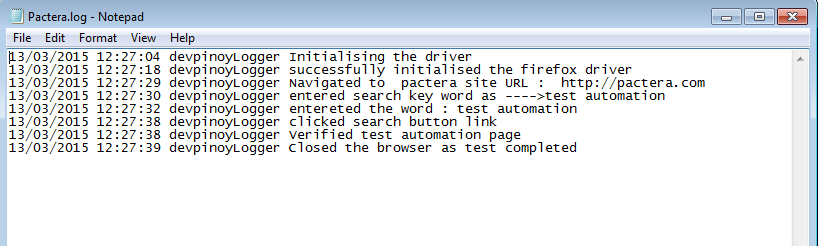 Pactera.log - Notepad
File Edit Format View Help
13/03/2015 12:27:04 devpinoyLogger Initialising the driver
13/03/2015 12:27:18 devpinoyLogger successfully initialised the firefox driver
13/03/2015 12:27:29 devpinoyLogger Navigated to  pactera site URL :  http://pactera.com
13/03/2015 12:27:30 devpinoyLogger entered search key word as ---->test automation
13/03/2015 12:27:32 devpinoyLogger entereted the word : test automation
13/03/2015 12:27:38 devpinoyLogger clicked search button link
13/03/2015 12:27:38 devpinoyLogger Verified test automation page
13/03/2015 12:27:39 devpinoyLogger Closed the browser as test completed